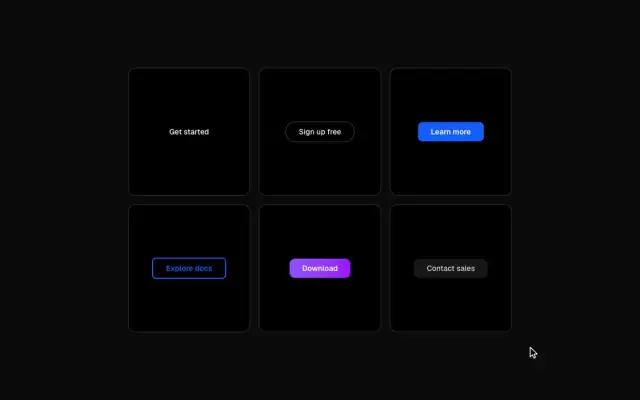 Get started
Sign up free
Learn more
Explore docs
Download
Contact sales